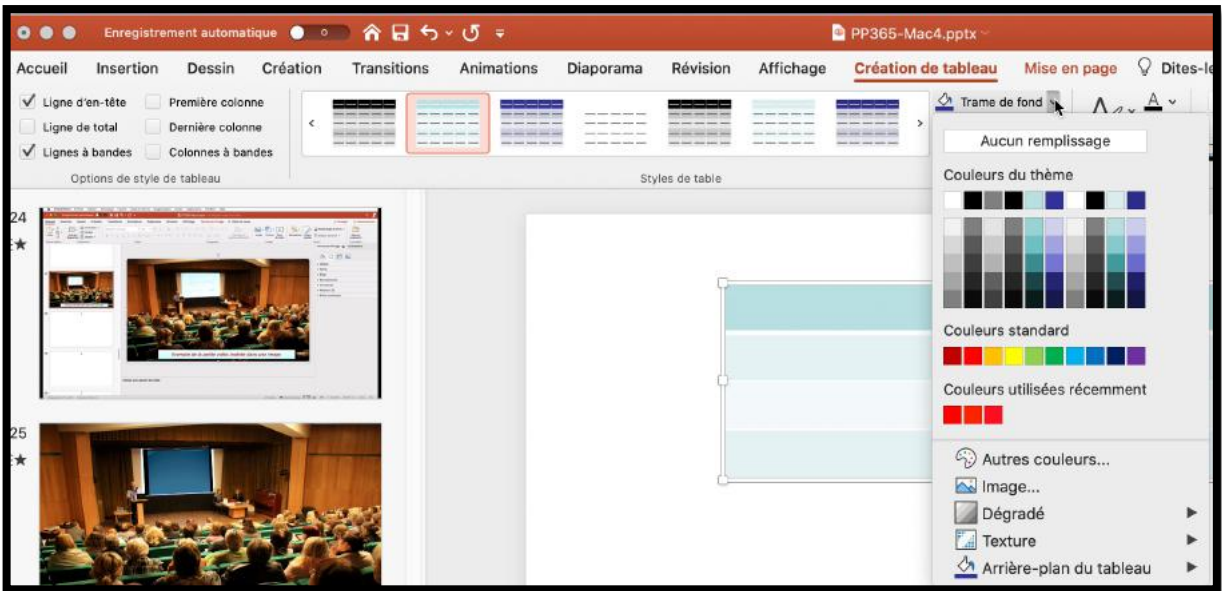 Enregistrement automatique
PP365-Mac4.pptx
Accueil Insertion Dessin Création Transitions Animations Diaporama Révision Affichage Création de tableau Mise en page Dites-le
Ligne d'en-tête Première colonne
Ligne de total Dernière colonne
Lignes à bandes Colonnes à bandes
Options de style de tableau
Styles de table
Trame de fond
Aucun remplissage
Couleurs du thème
Couleurs standard
Couleurs utilisées récemment
Autres couleurs...
Image...
Dégradé
Texture
Arrière-plan du tableau
24
25